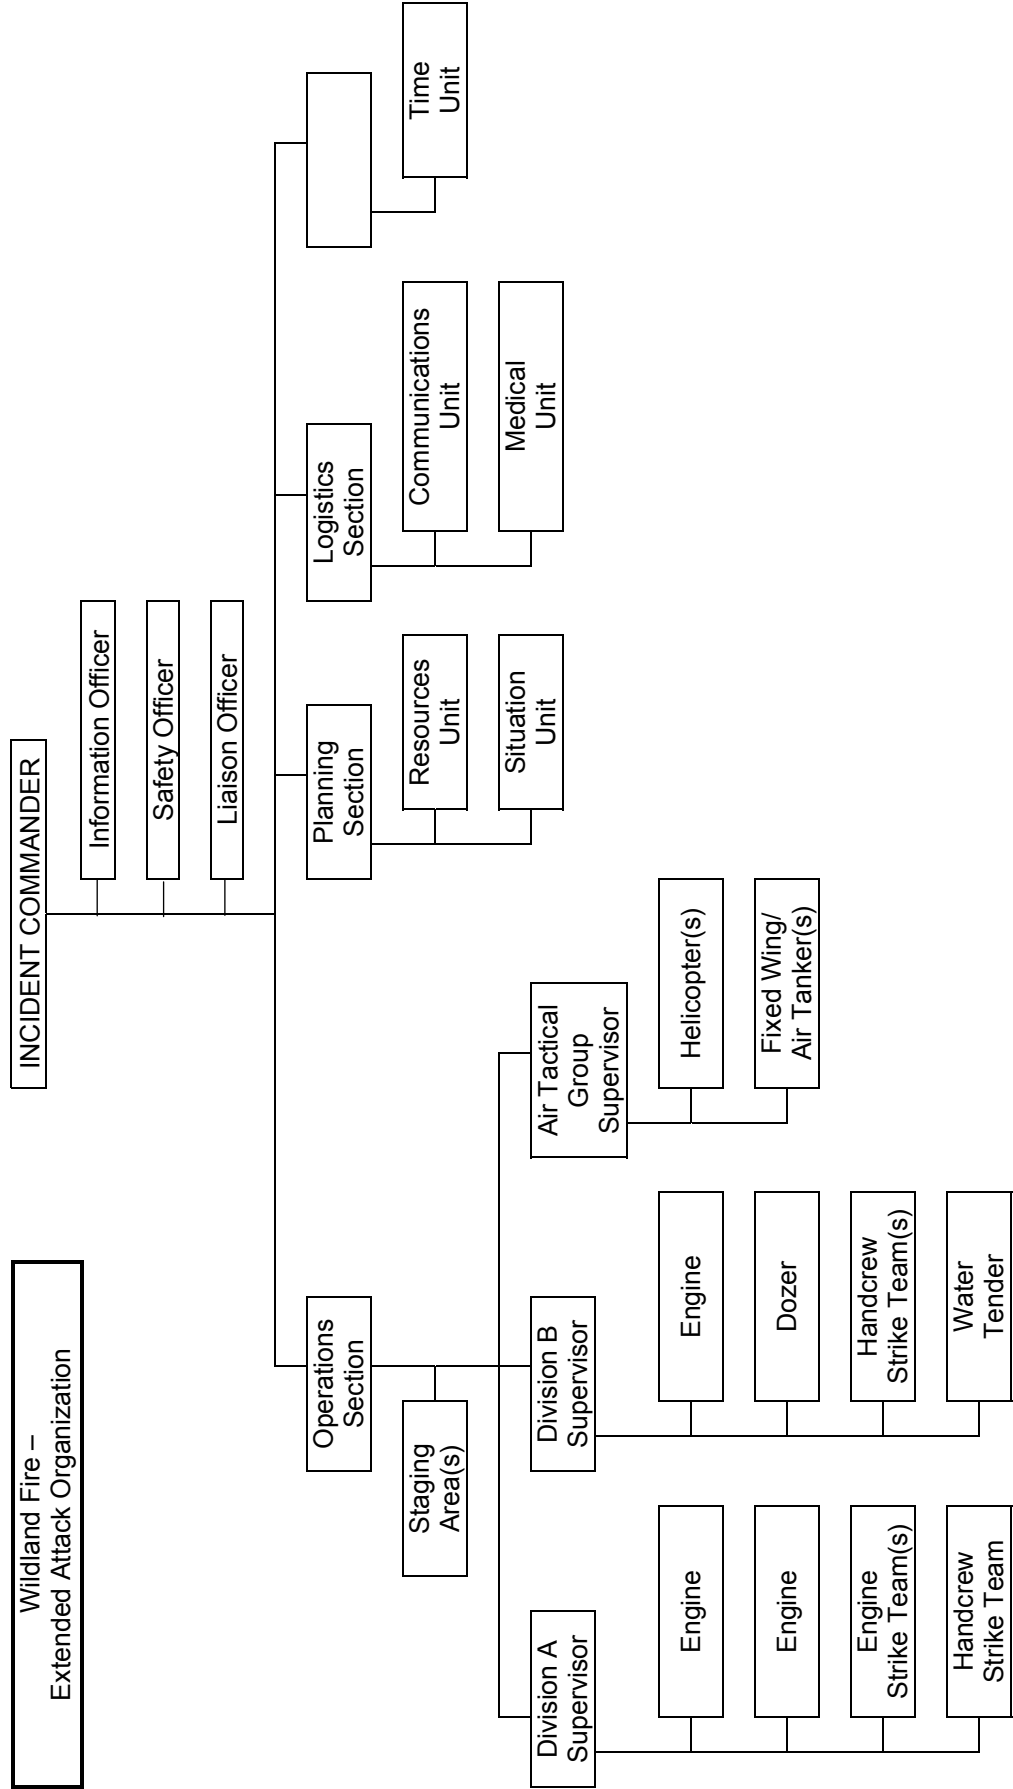 Wildland Fire –
Extended Attack Organization
INCIDENT COMMANDER
Information Officer
Safety Officer
Liaison Officer
Operations
Section
Planning
Section
Logistics
Section
Staging
Area(s)
Resources
Unit
Situation
Unit
Communications
Unit
Medical
Unit
Time
Unit
Division A
Supervisor
Engine
Engine
Engine
Strike Team(s)
Handcrew
Strike Team
Division B
Supervisor
Engine
Dozer
Handcrew
Strike Team(s)
Water
Tender
Air Tactical
Group
Supervisor
Helicopter(s)
Fixed Wing/
Air Tanker(s)